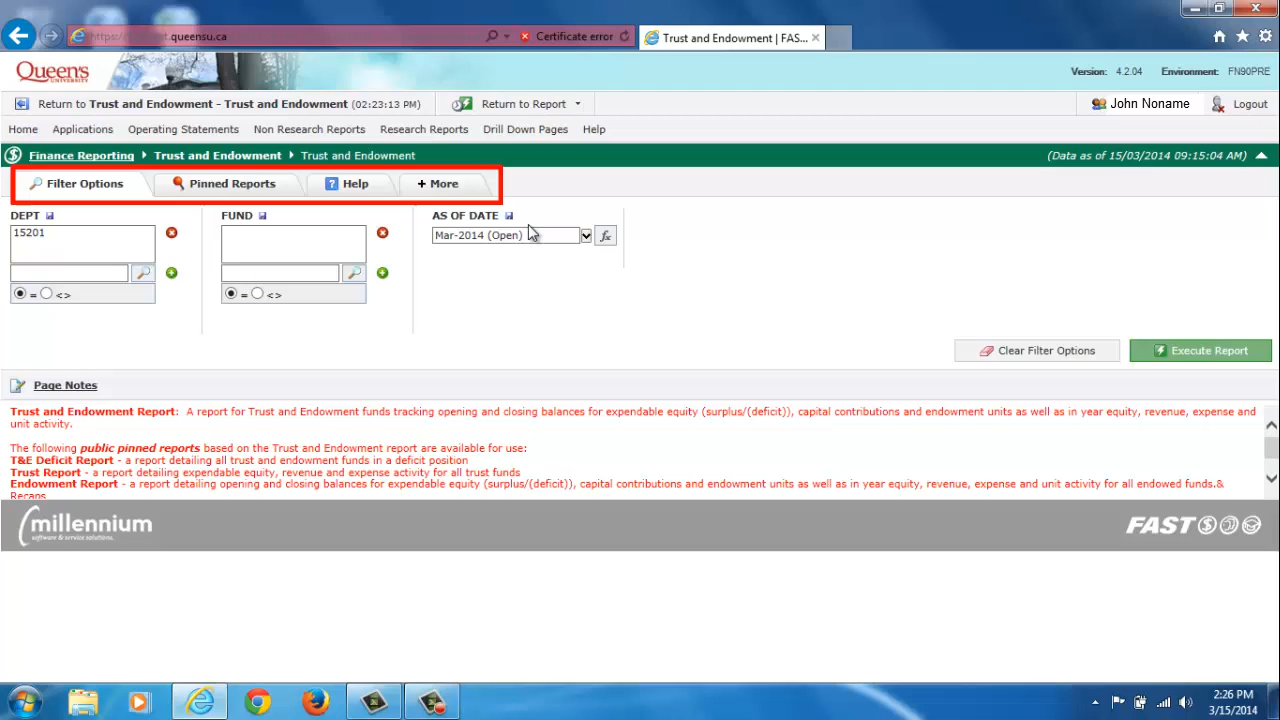 https://
t.queensu.ca
Certificate error
Trust and Endowment | FAS...
Queen's
UNIVERSITY
Version: 4.2.04 Environment: FN90PRE
Return to Trust and Endowment - Trust and Endowment (02:23:13 PM)
Return to Report
John Noname
Logout
Home Applications Operating Statements Non Research Reports Research Reports Drill Down Pages Help
Finance Reporting Trust and Endowment Trust and Endowment (Data as of 15/03/2014 09:15:04 AM)
Filter Options Pinned Reports ? Help + More
DEPT FUND AS OF DATE
15201 Mar-2014 (Open) fx
= <> = <>
Clear Filter Options Execute Report
Page Notes
Trust and Endowment Report: A report for Trust and Endowment funds tracking opening and closing balances for expendable equity (surplus/(deficit)), capital contributions and endowment units as well as in year equity, revenue, expense and
unit activity.
The following public pinned reports based on the Trust and Endowment report are available for use:
T&E Deficit Report - a report detailing all trust and endowment funds in a deficit position
Trust Report - a report detailing expendable equity, revenue and expense activity for all trust funds
Endowment Report - a report detailing opening and closing balances for expendable equity (surplus/(deficit)), capital contributions and endowment units as well as in year equity, revenue, expense and unit activity for all endowed funds.&
Recaps
millennium
software & service solutions.
FAST
2:26 PM
3/15/2014